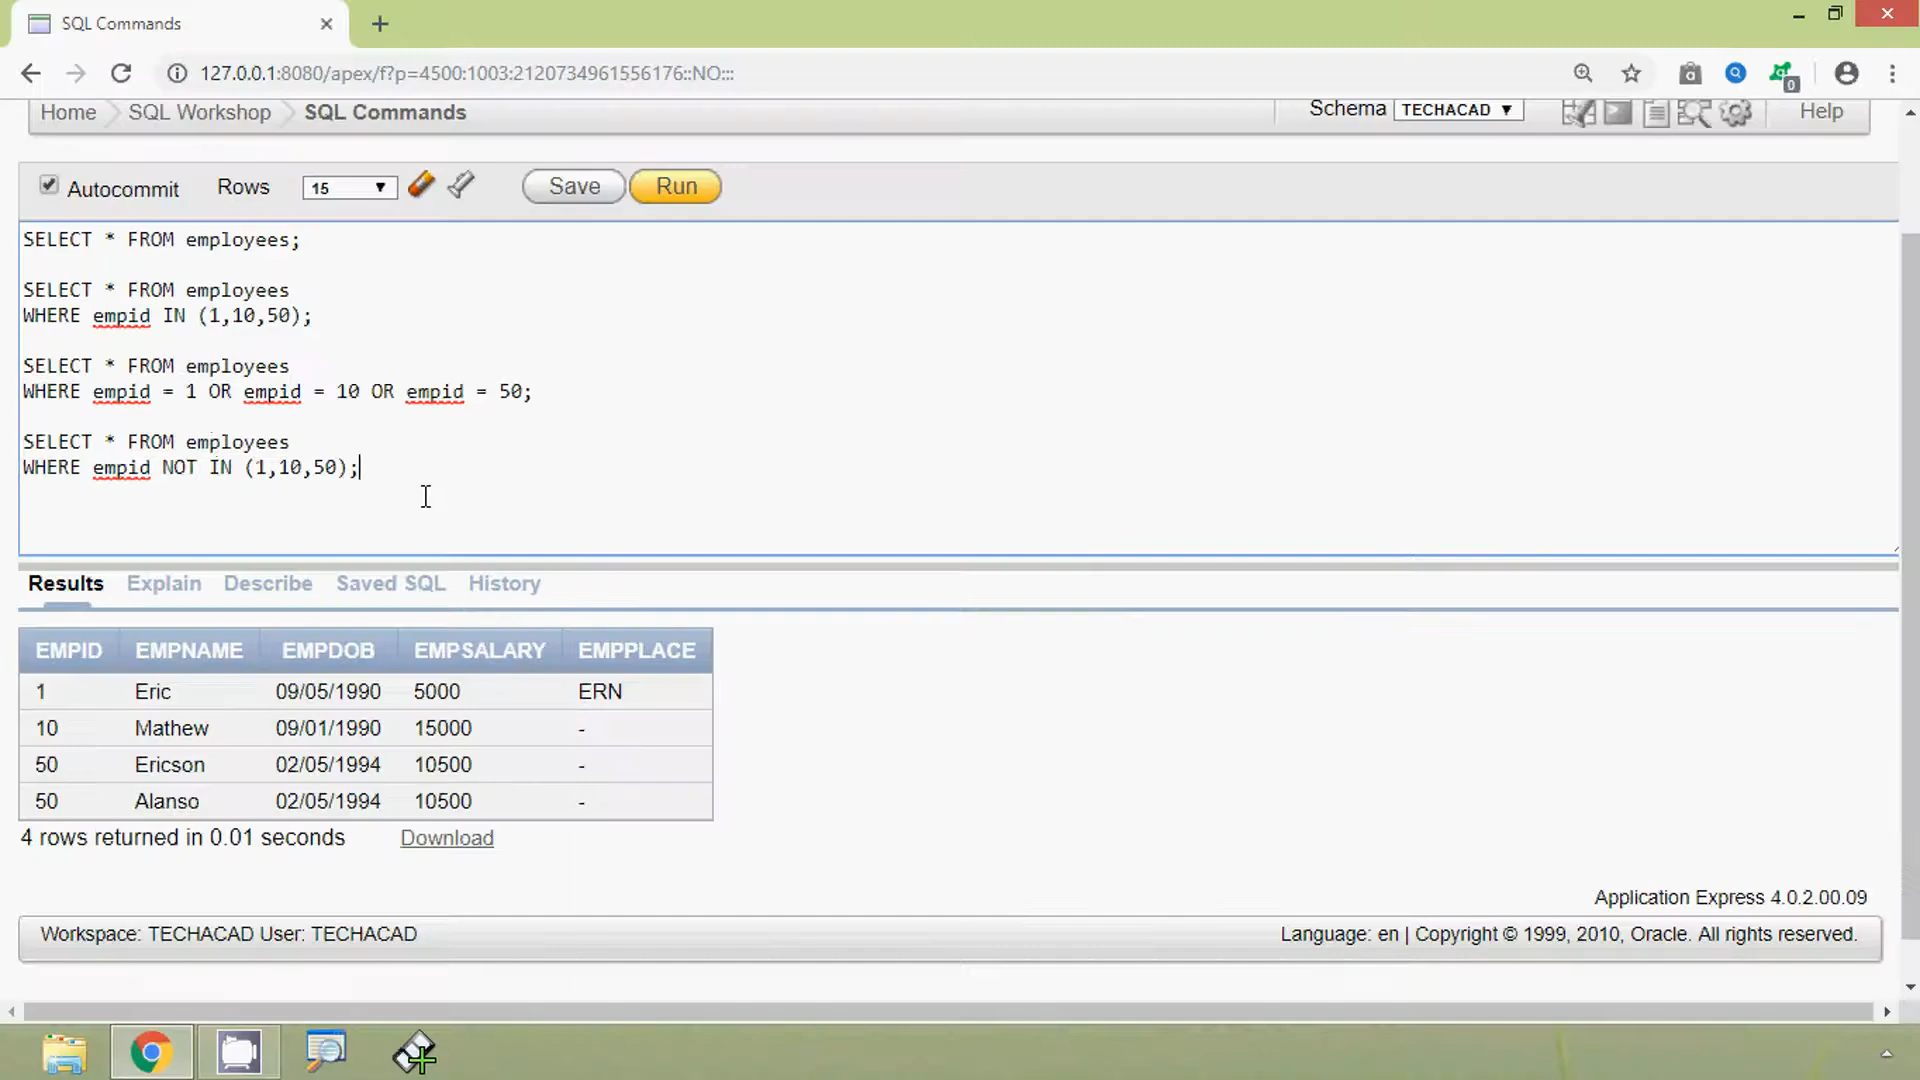 SQL Commands
127.0.0.1:8080/apex/f?p=4500:1003:2120734961556176::NO:::
0
Home SQL Workshop SQL Commands Schema TECHACAD Help
Autocommit Rows 15 Save Run
SELECT * FROM employees;
SELECT * FROM employees
WHERE empid IN (1,10,50);
SELECT * FROM employees
WHERE empid = 1 OR empid = 10 OR empid = 50;
SELECT * FROM employees
WHERE empid NOT IN (1,10,50);
Results Explain Describe Saved SQL History
EMPID EMPNAME EMPDOB EMPSALARY EMPPLACE
1 Eric 09/05/1990 5000 ERN
10 Mathew 09/01/1990 15000 -
50 Ericson 02/05/1994 10500 -
50 Alanso 02/05/1994 10500 -
4 rows returned in 0.01 seconds Download
Application Express 4.0.2.00.09
Workspace: TECHACAD User: TECHACAD Language: en | Copyright © 1999, 2010, Oracle. All rights reserved.